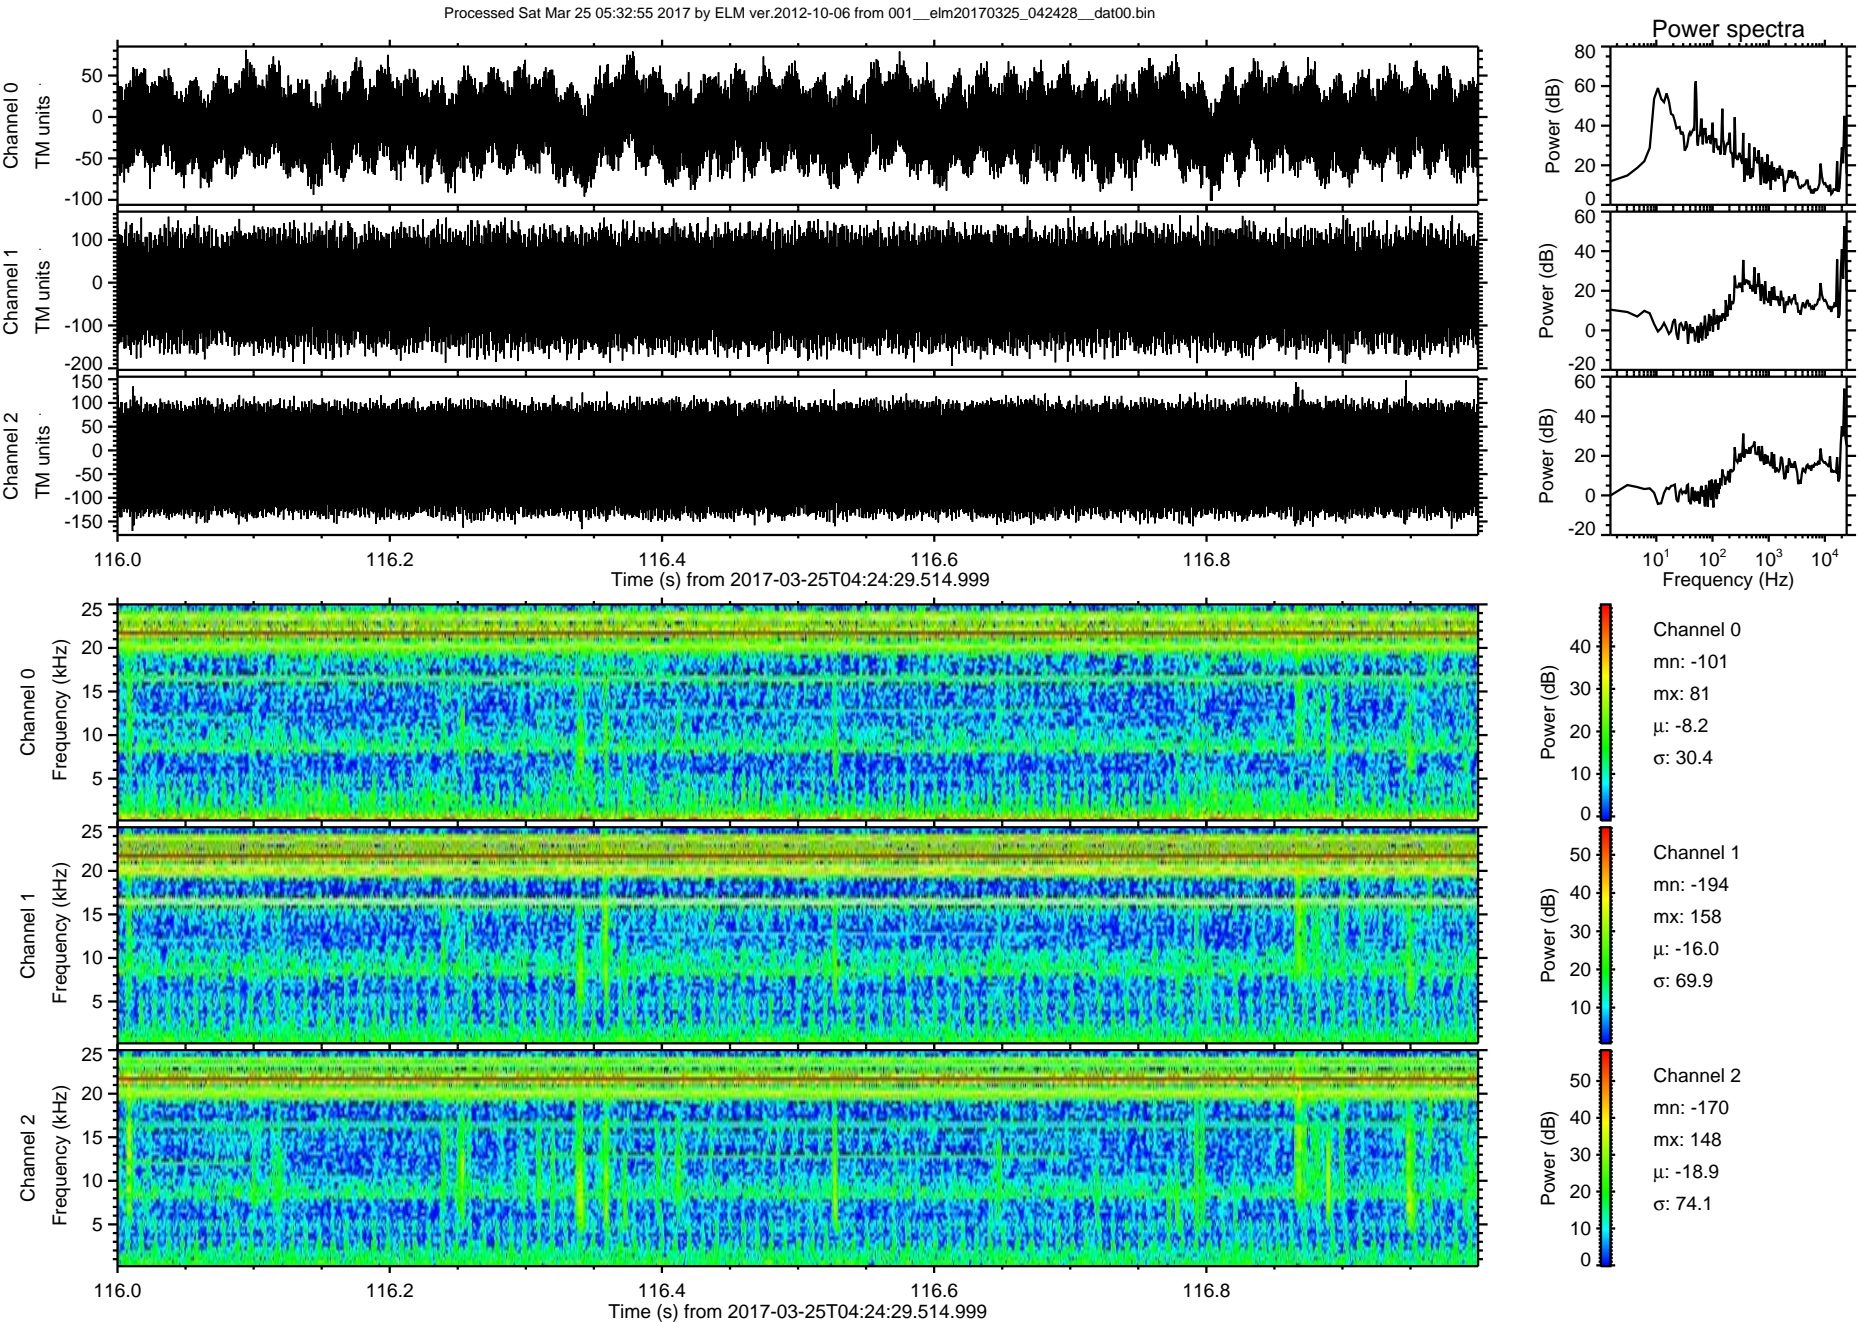 Processed Sat Mar 25 05:32:55 2017 by ELM ver.2012-10-06 from 001__elm20170325_042428__dat00.bin
Power spectra
Channel 0
TM units
50
0
-50
-100
Power (dB)
80
60
40
20
0
Channel 1
TM units
100
0
-100
-200
Power (dB)
60
40
20
0
-20
Channel 2
TM units
150
100
50
0
-50
-100
-150
Power (dB)
60
40
20
0
-20
116.0 116.2 116.4 116.6 116.8
Time (s) from 2017-03-25T04:24:29.514.999
10¹ 10² 10³ 10⁴
Frequency (Hz)
Channel 0
Frequency (kHz)
25
20
15
10
5
Power (dB)
40
30
20
10
0
Channel 0
mn: -101
mx: 81
μ: -8.2
σ: 30.4
Channel 1
Frequency (kHz)
25
20
15
10
5
Power (dB)
50
40
30
20
10
Channel 1
mn: -194
mx: 158
μ: -16.0
σ: 69.9
Channel 2
Frequency (kHz)
25
20
15
10
5
Power (dB)
50
40
30
20
10
0
Channel 2
mn: -170
mx: 148
μ: -18.9
σ: 74.1
116.0 116.2 116.4 116.6 116.8
Time (s) from 2017-03-25T04:24:29.514.999